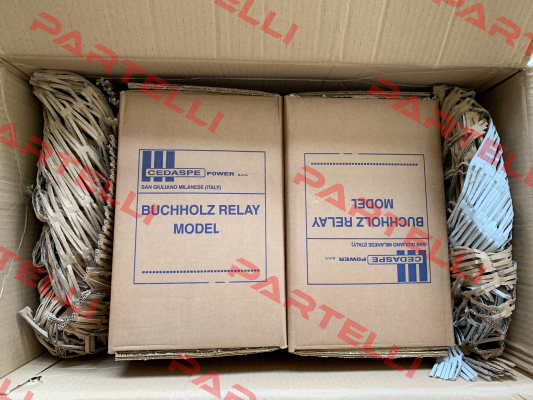 CEDASPE POWER s.r.l.
SAN GIULIANO MILANESE (ITALY)
BUCHHOLZ RELAY
MODEL
CEDASPE POWER s.r.l.
SAN GIULIANO MILANESE (ITALY)
BUCHHOLZ RELAY
MODEL
PARTELLI
PARTELLI
PARTELLI
PARTELLI
PARTELLI
PARTELLI